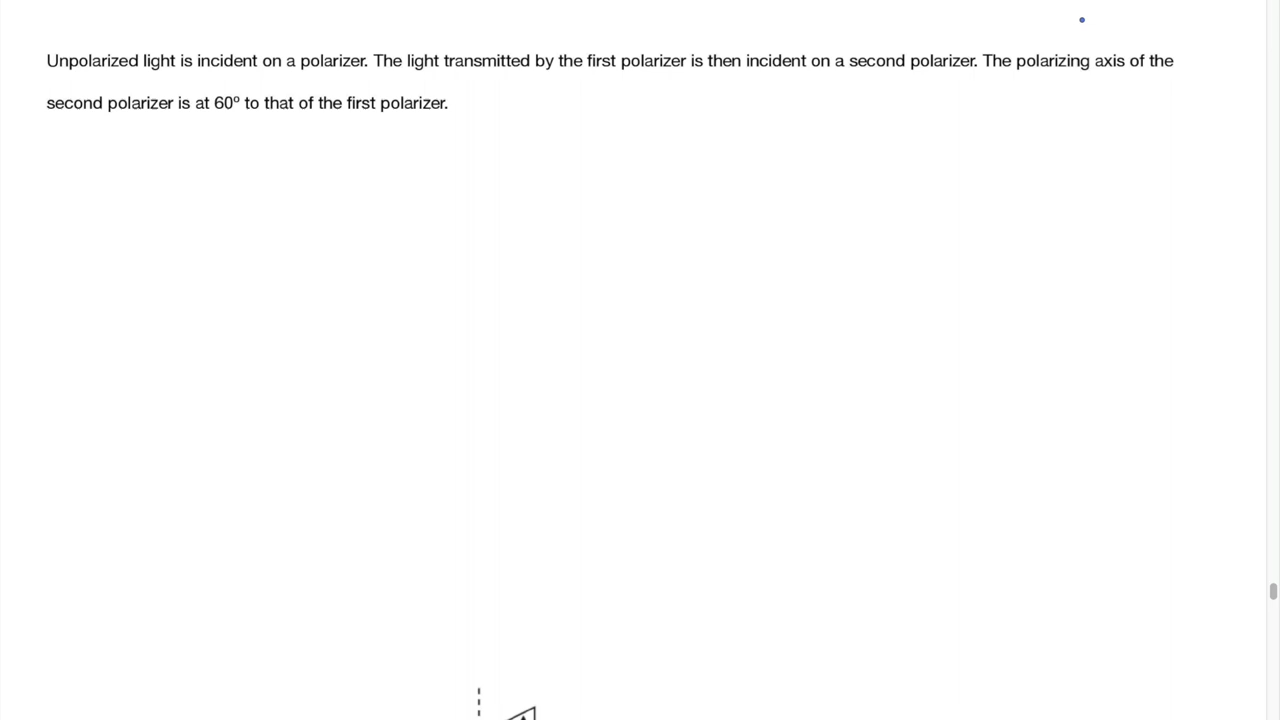 Unpolarized light is incident on a polarizer. The light transmitted by the first polarizer is then incident on a second polarizer. The polarizing axis of the
second polarizer is at 60º to that of the first polarizer.